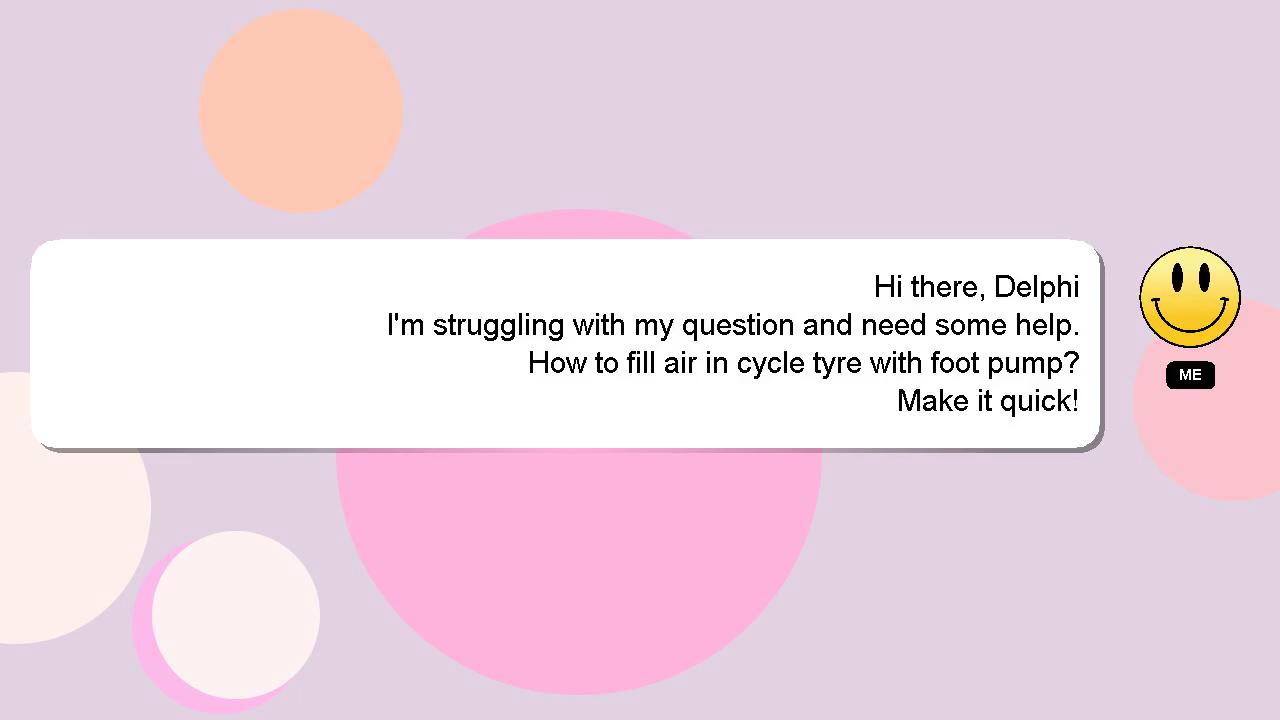 Hi there, Delphi
I'm struggling with my question and need some help.
How to fill air in cycle tyre with foot pump?
Make it quick!
ME